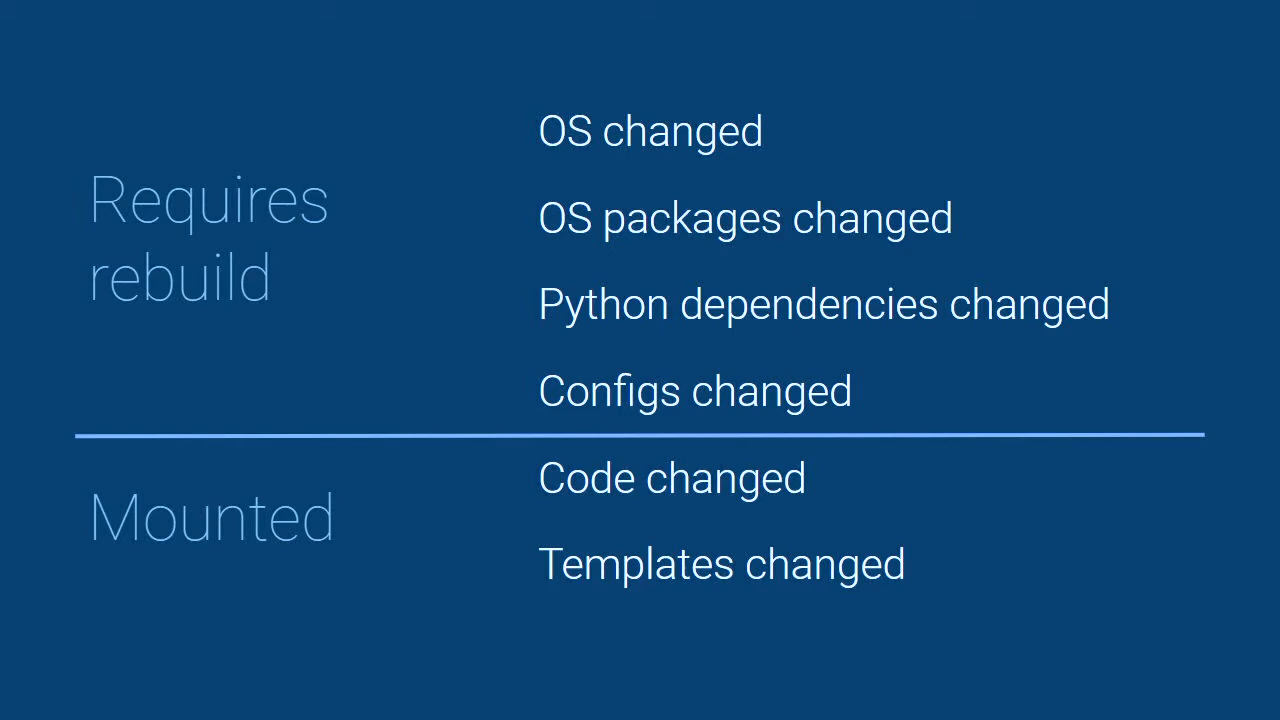 Requires
rebuild
OS changed
OS packages changed
Python dependencies changed
Configs changed
Mounted
Code changed
Templates changed